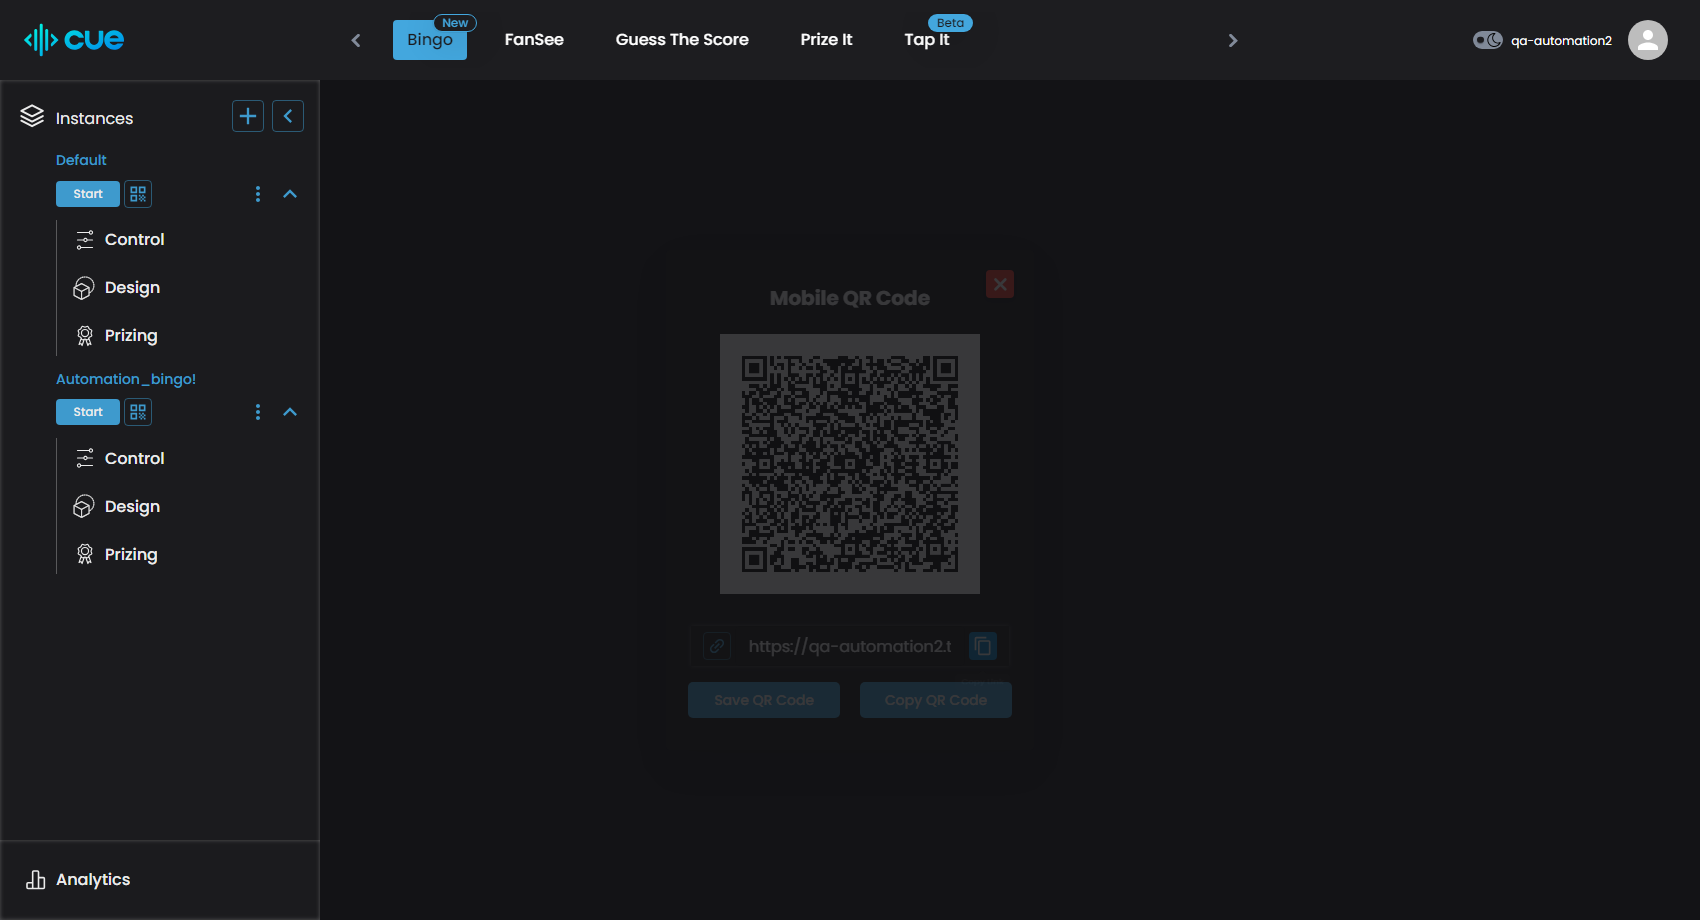 cue
Bingo
New
FanSee
Guess The Score
Prize It
Tap It
Beta
qa-automation2
Instances
Default
Start
Control
Design
Prizing
Automation_bingo!
Start
Control
Design
Prizing
Analytics
Mobile QR Code
https://qa-automation2.t
Save QR Code
Copy QR Code